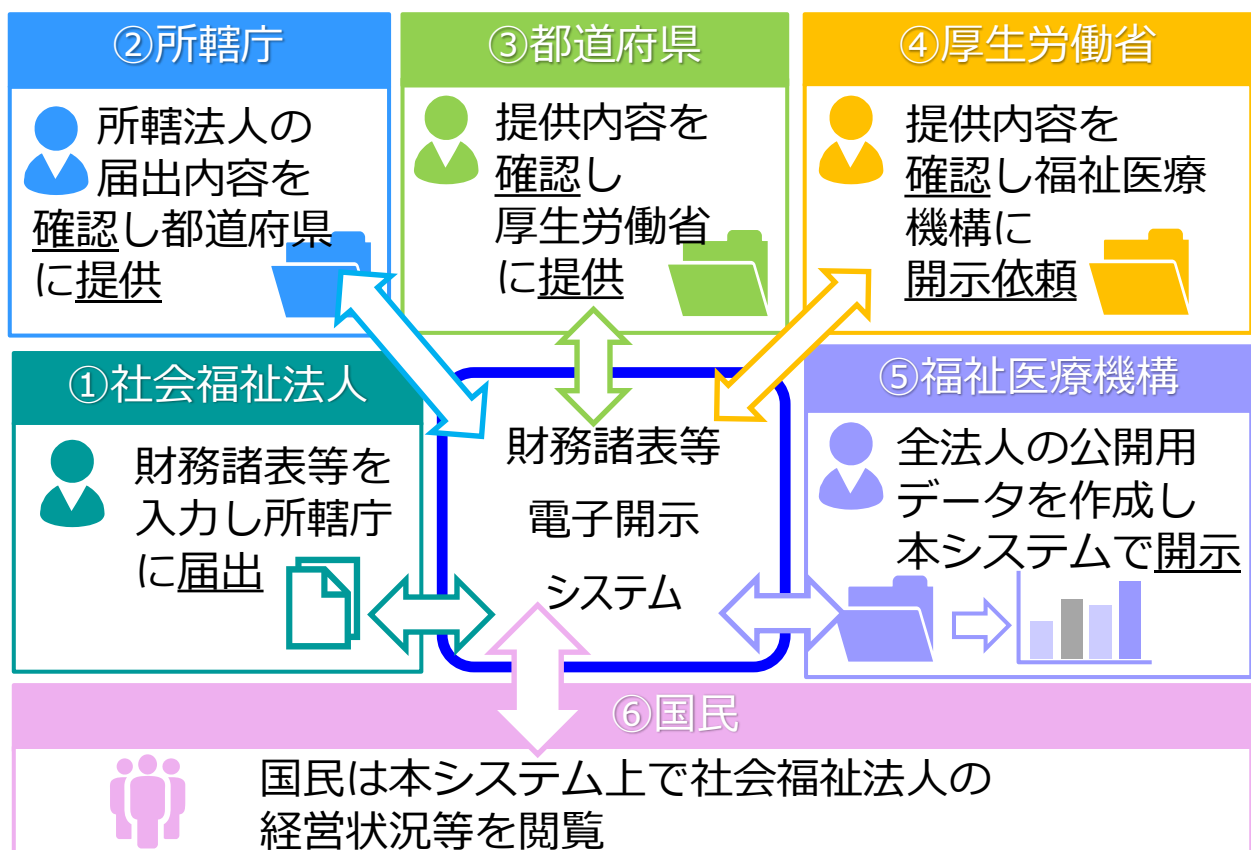 ②所轄庁
所轄法人の
届出内容を
確認し都道府県
に提供
③都道府県
提供内容を
確認し
厚生労働省
に提供
④厚生労働省
提供内容を
確認し福祉医療
機構に
開示依頼
①社会福祉法人
財務諸表等を
入力し所轄庁
に届出
財務諸表等
電子開示
システム
⑤福祉医療機構
全法人の公開用
データを作成し
本システムで開示
⑥国民
国民は本システム上で社会福祉法人の
経営状況等を閲覧